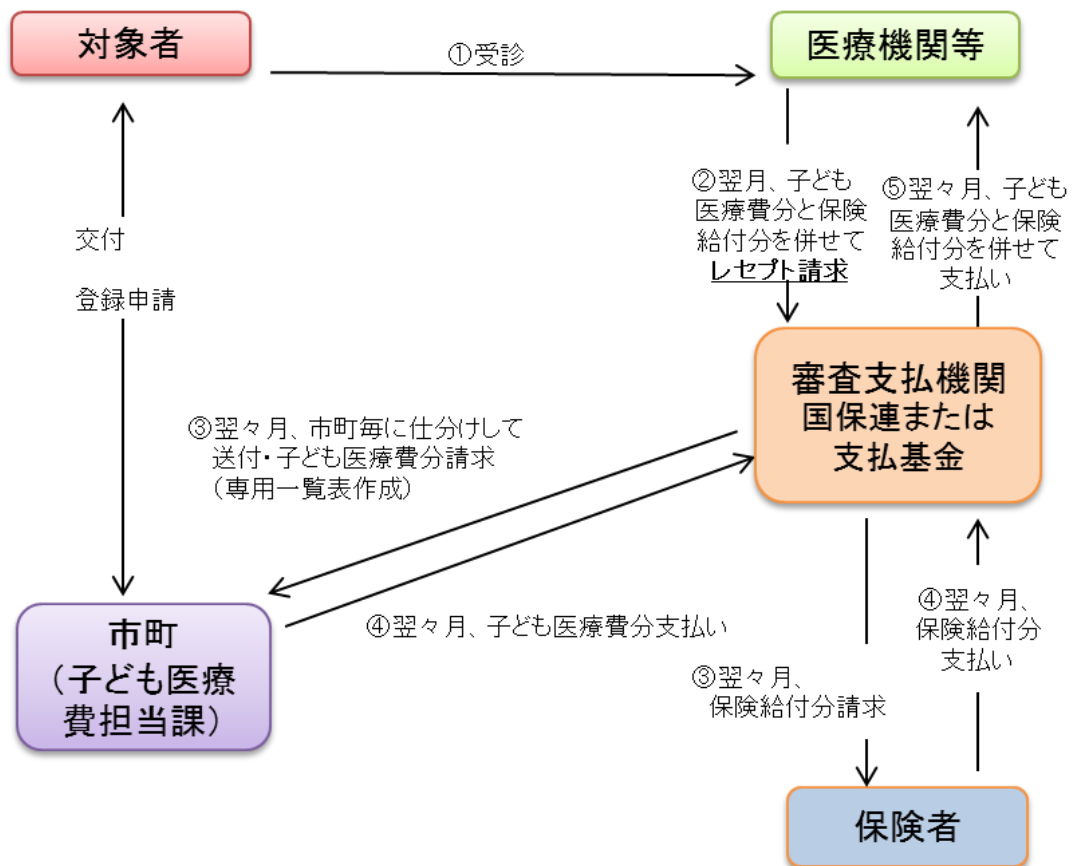 対象者
①受診
医療機関等
②翌月、子ども
医療費分と保険
給付分を併せて
レセプト請求
⑤翌々月、子ども
医療費分と保険
給付分を併せて
支払い
交付
登録申請
審査支払機関
国保連または
支払基金
③翌々月、市町毎に仕分けして
送付・子ども医療費分請求
（専用一覧表作成）
④翌々月、子ども医療費分支払い
市町
（子ども医療
費担当課）
③翌々月、
保険給付分請求
④翌々月、
保険給付分
支払い
保険者